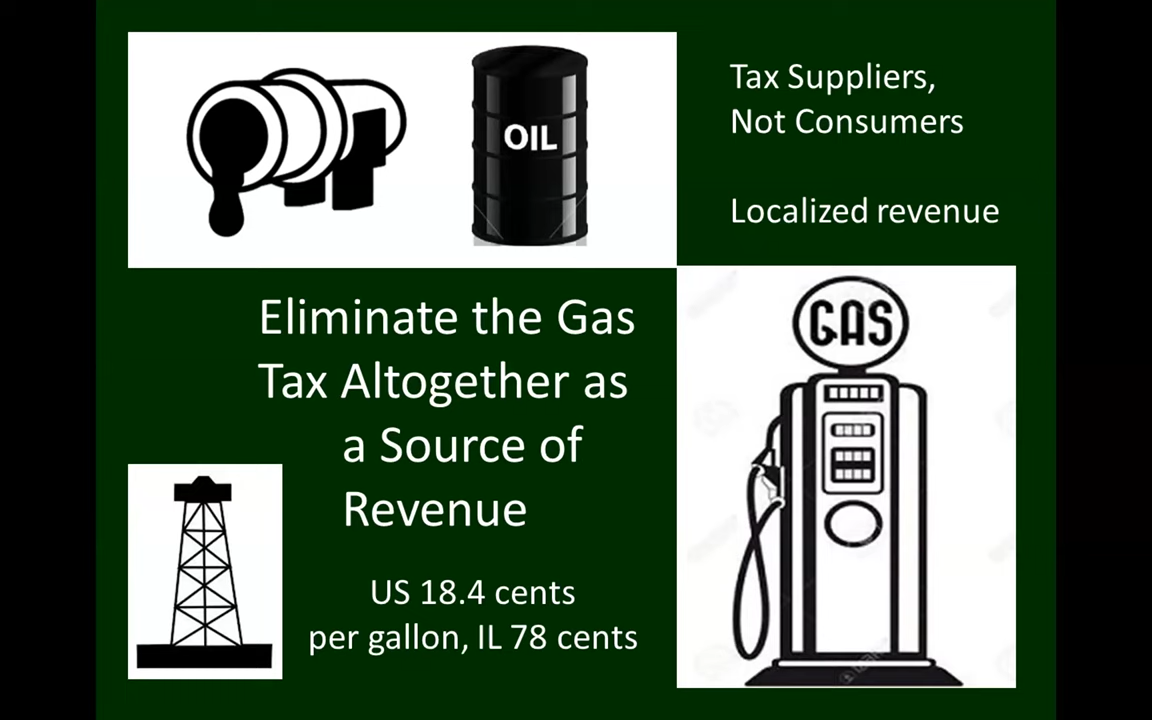 OIL
Tax Suppliers,
Not Consumers
Localized revenue
Eliminate the Gas
Tax Altogether as
a Source of
Revenue
US 18.4 cents
per gallon, IL 78 cents
GAS